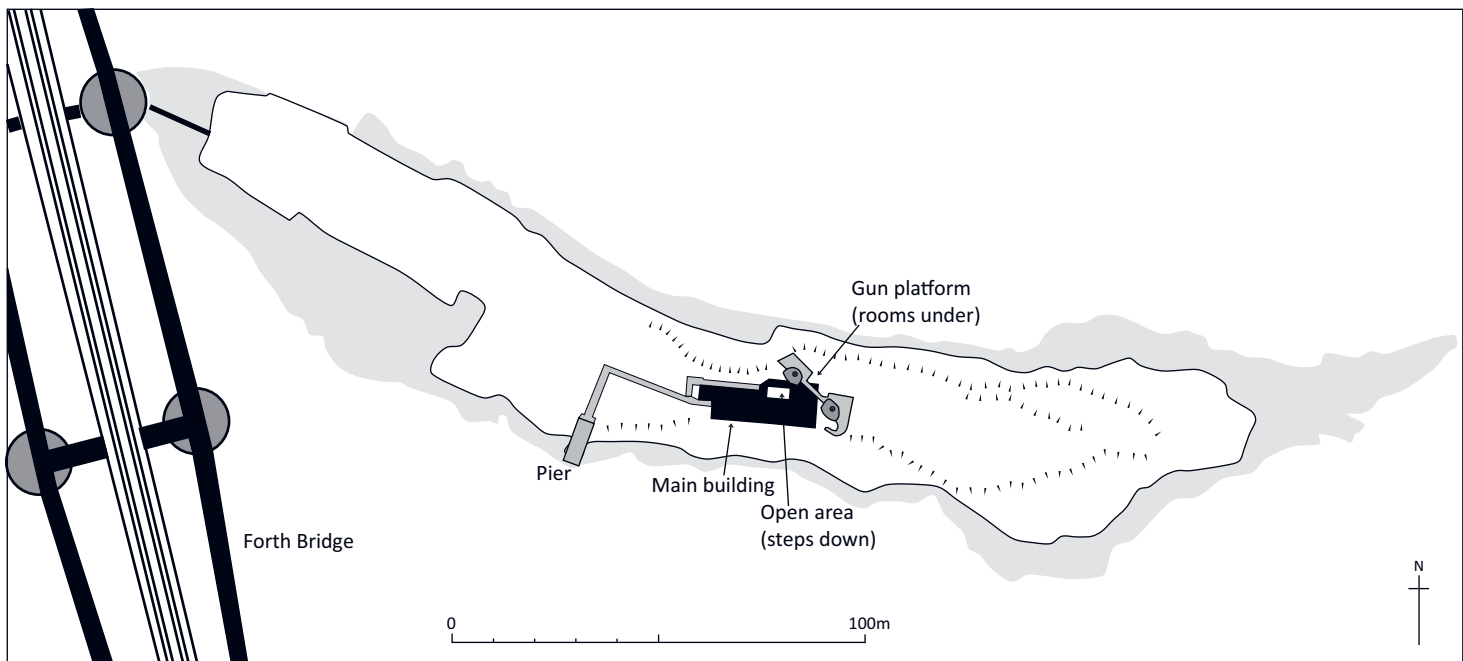 Gun platform
(rooms under)
Pier
Main building
Open area
(steps down)
Forth Bridge
N
0
100m